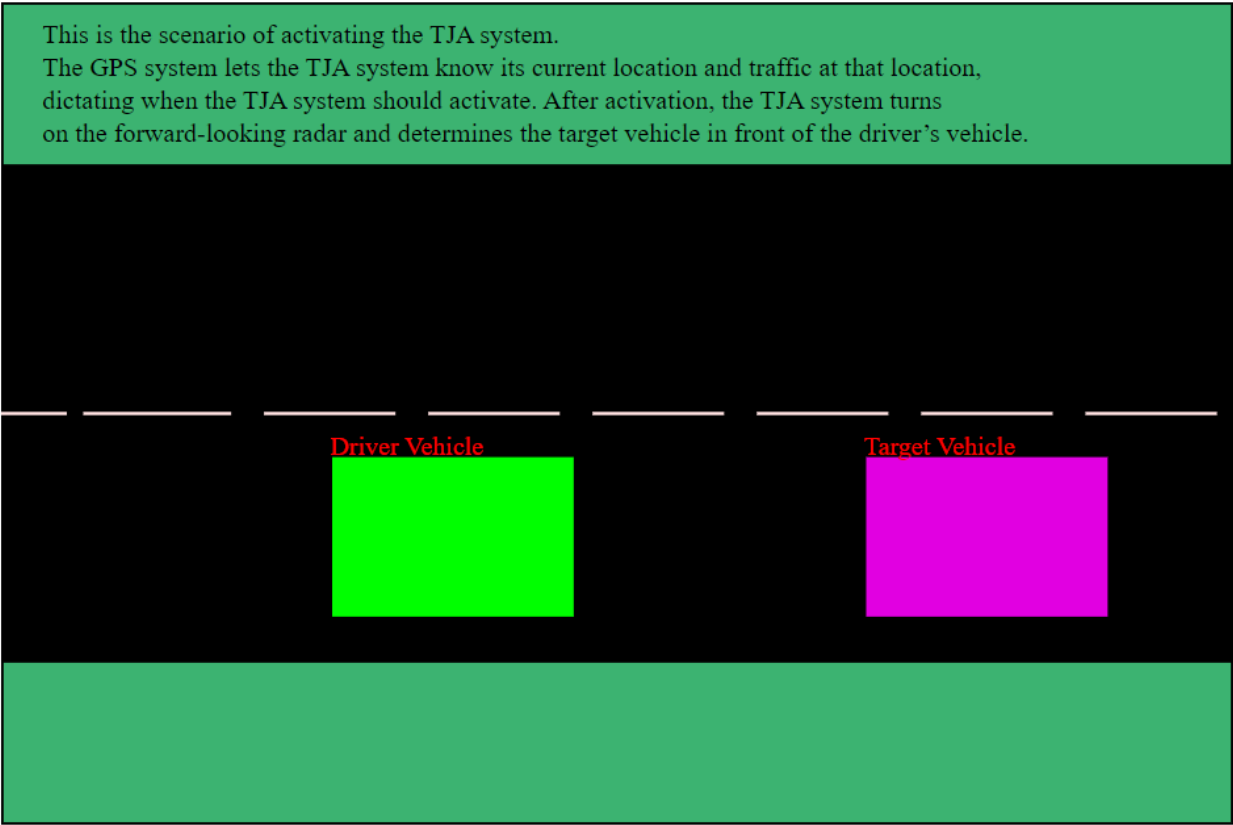 This is the scenario of activating the TJA system.
The GPS system lets the TJA system know its current location and traffic at that location,
dictating when the TJA system should activate. After activation, the TJA system turns
on the forward-looking radar and determines the target vehicle in front of the driver’s vehicle.
Driver Vehicle
Target Vehicle